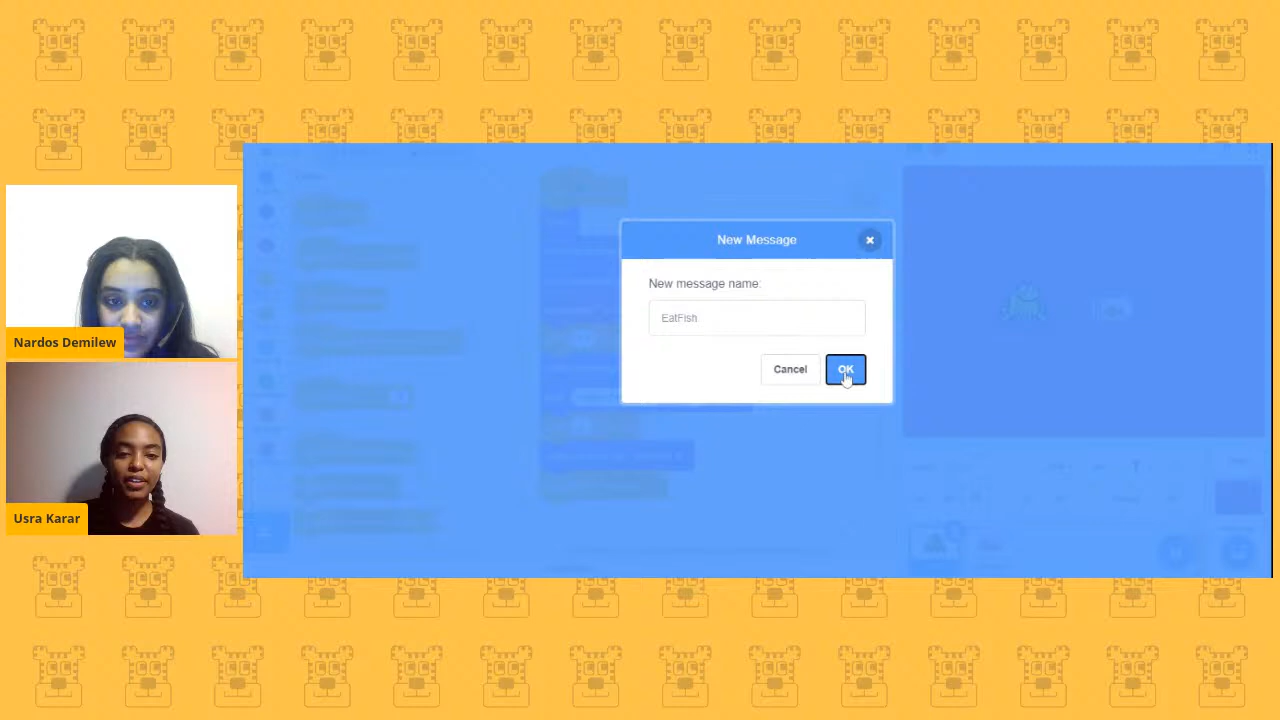 Nardos Demilew
Usra Karar
New Message
New message name:
EatFish
Cancel
OK